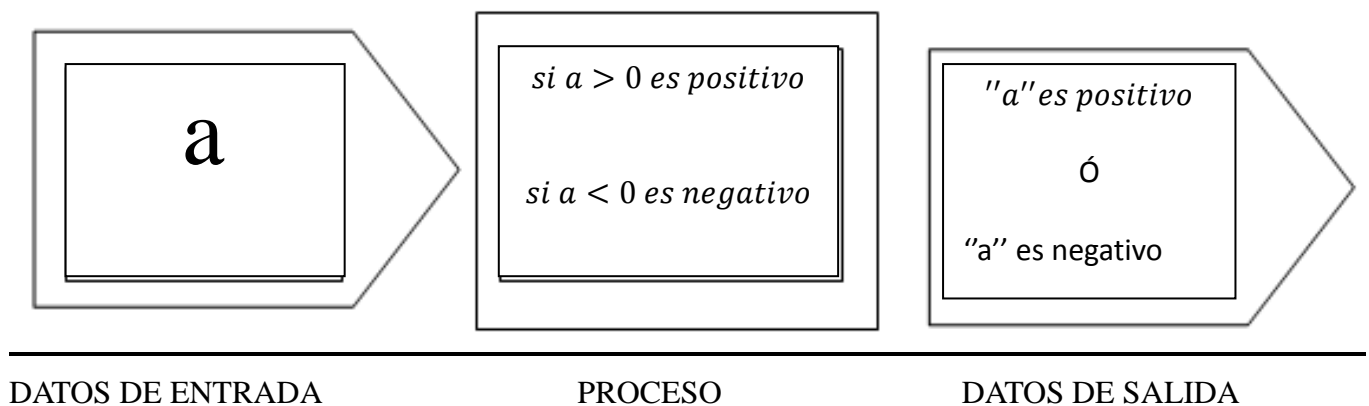 a
si a > 0 es positivo
si a < 0 es negativo
''a''es positivo
Ó
‘’a’’ es negativo
DATOS DE ENTRADA
PROCESO
DATOS DE SALIDA